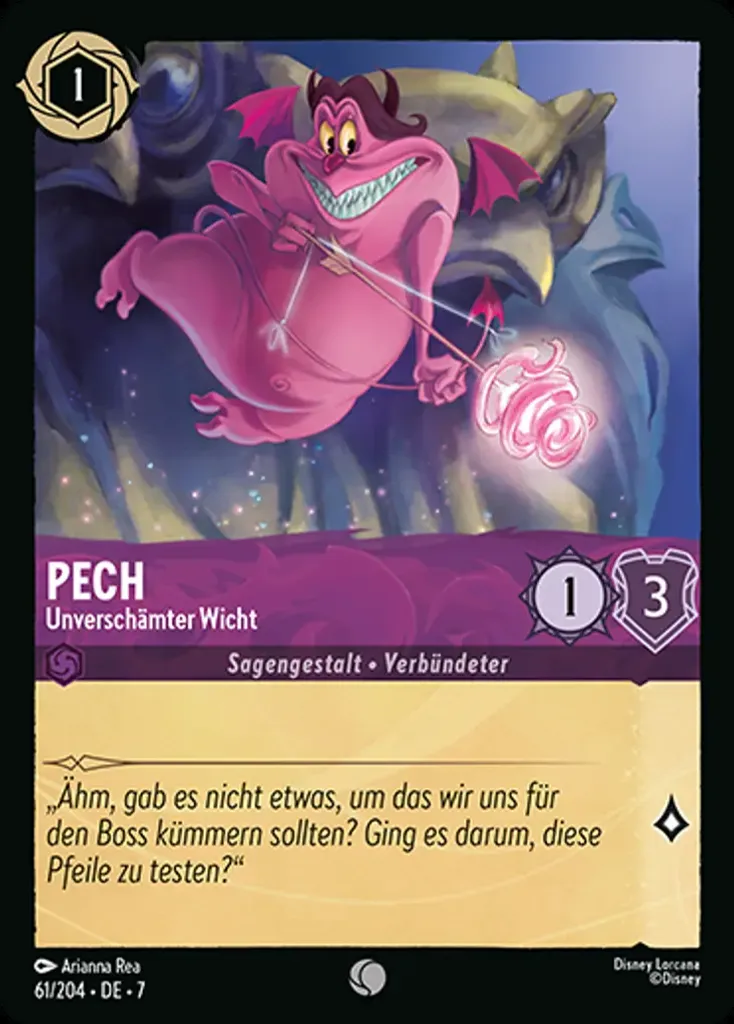 1
PECH
Unverschämter Wicht
1
3
Sagengestalt • Verbündeter
„Ähm, gab es nicht etwas, um das wir uns für
den Boss kümmern sollten? Ging es darum, diese
Pfeile zu testen?“
Arianna Rea
61/204 • DE • 7
Disney Lorcana
©Disney